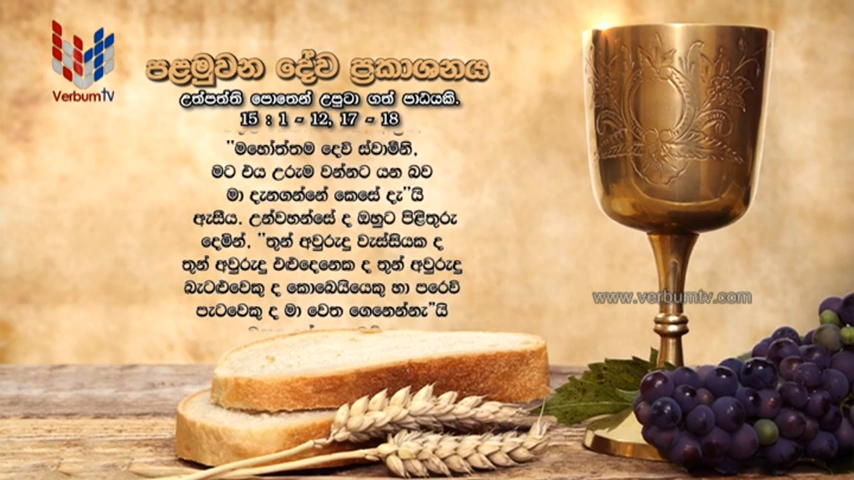 VerbumTV
පළමුවන දේව ප්‍රකාශනය
උත්පත්ති පොතෙන් උපුටා ගත් පාඨයකි.
15 : 1 - 12, 17 - 18
"මහෝත්තම දෙවි ස්වාමීනි,
මට එය උරුම වන්නට යන බව
මා දැනගන්නේ කෙසේ දැ"යි
ඇසීය. උන්වහන්සේ ද ඔහුට පිළිතුරු
දෙමින්, "තුන් අවුරුදු වැස්සියක ද
තුන් අවුරුදු එළුදෙනෙක ද තුන් අවුරුදු
බැටළුවෙකු ද කොබෙයියෙකු හා පරෙවි
පැටවෙකු ද මා වෙත ගෙනෙන්නැ"යි
www.verbumtv.com